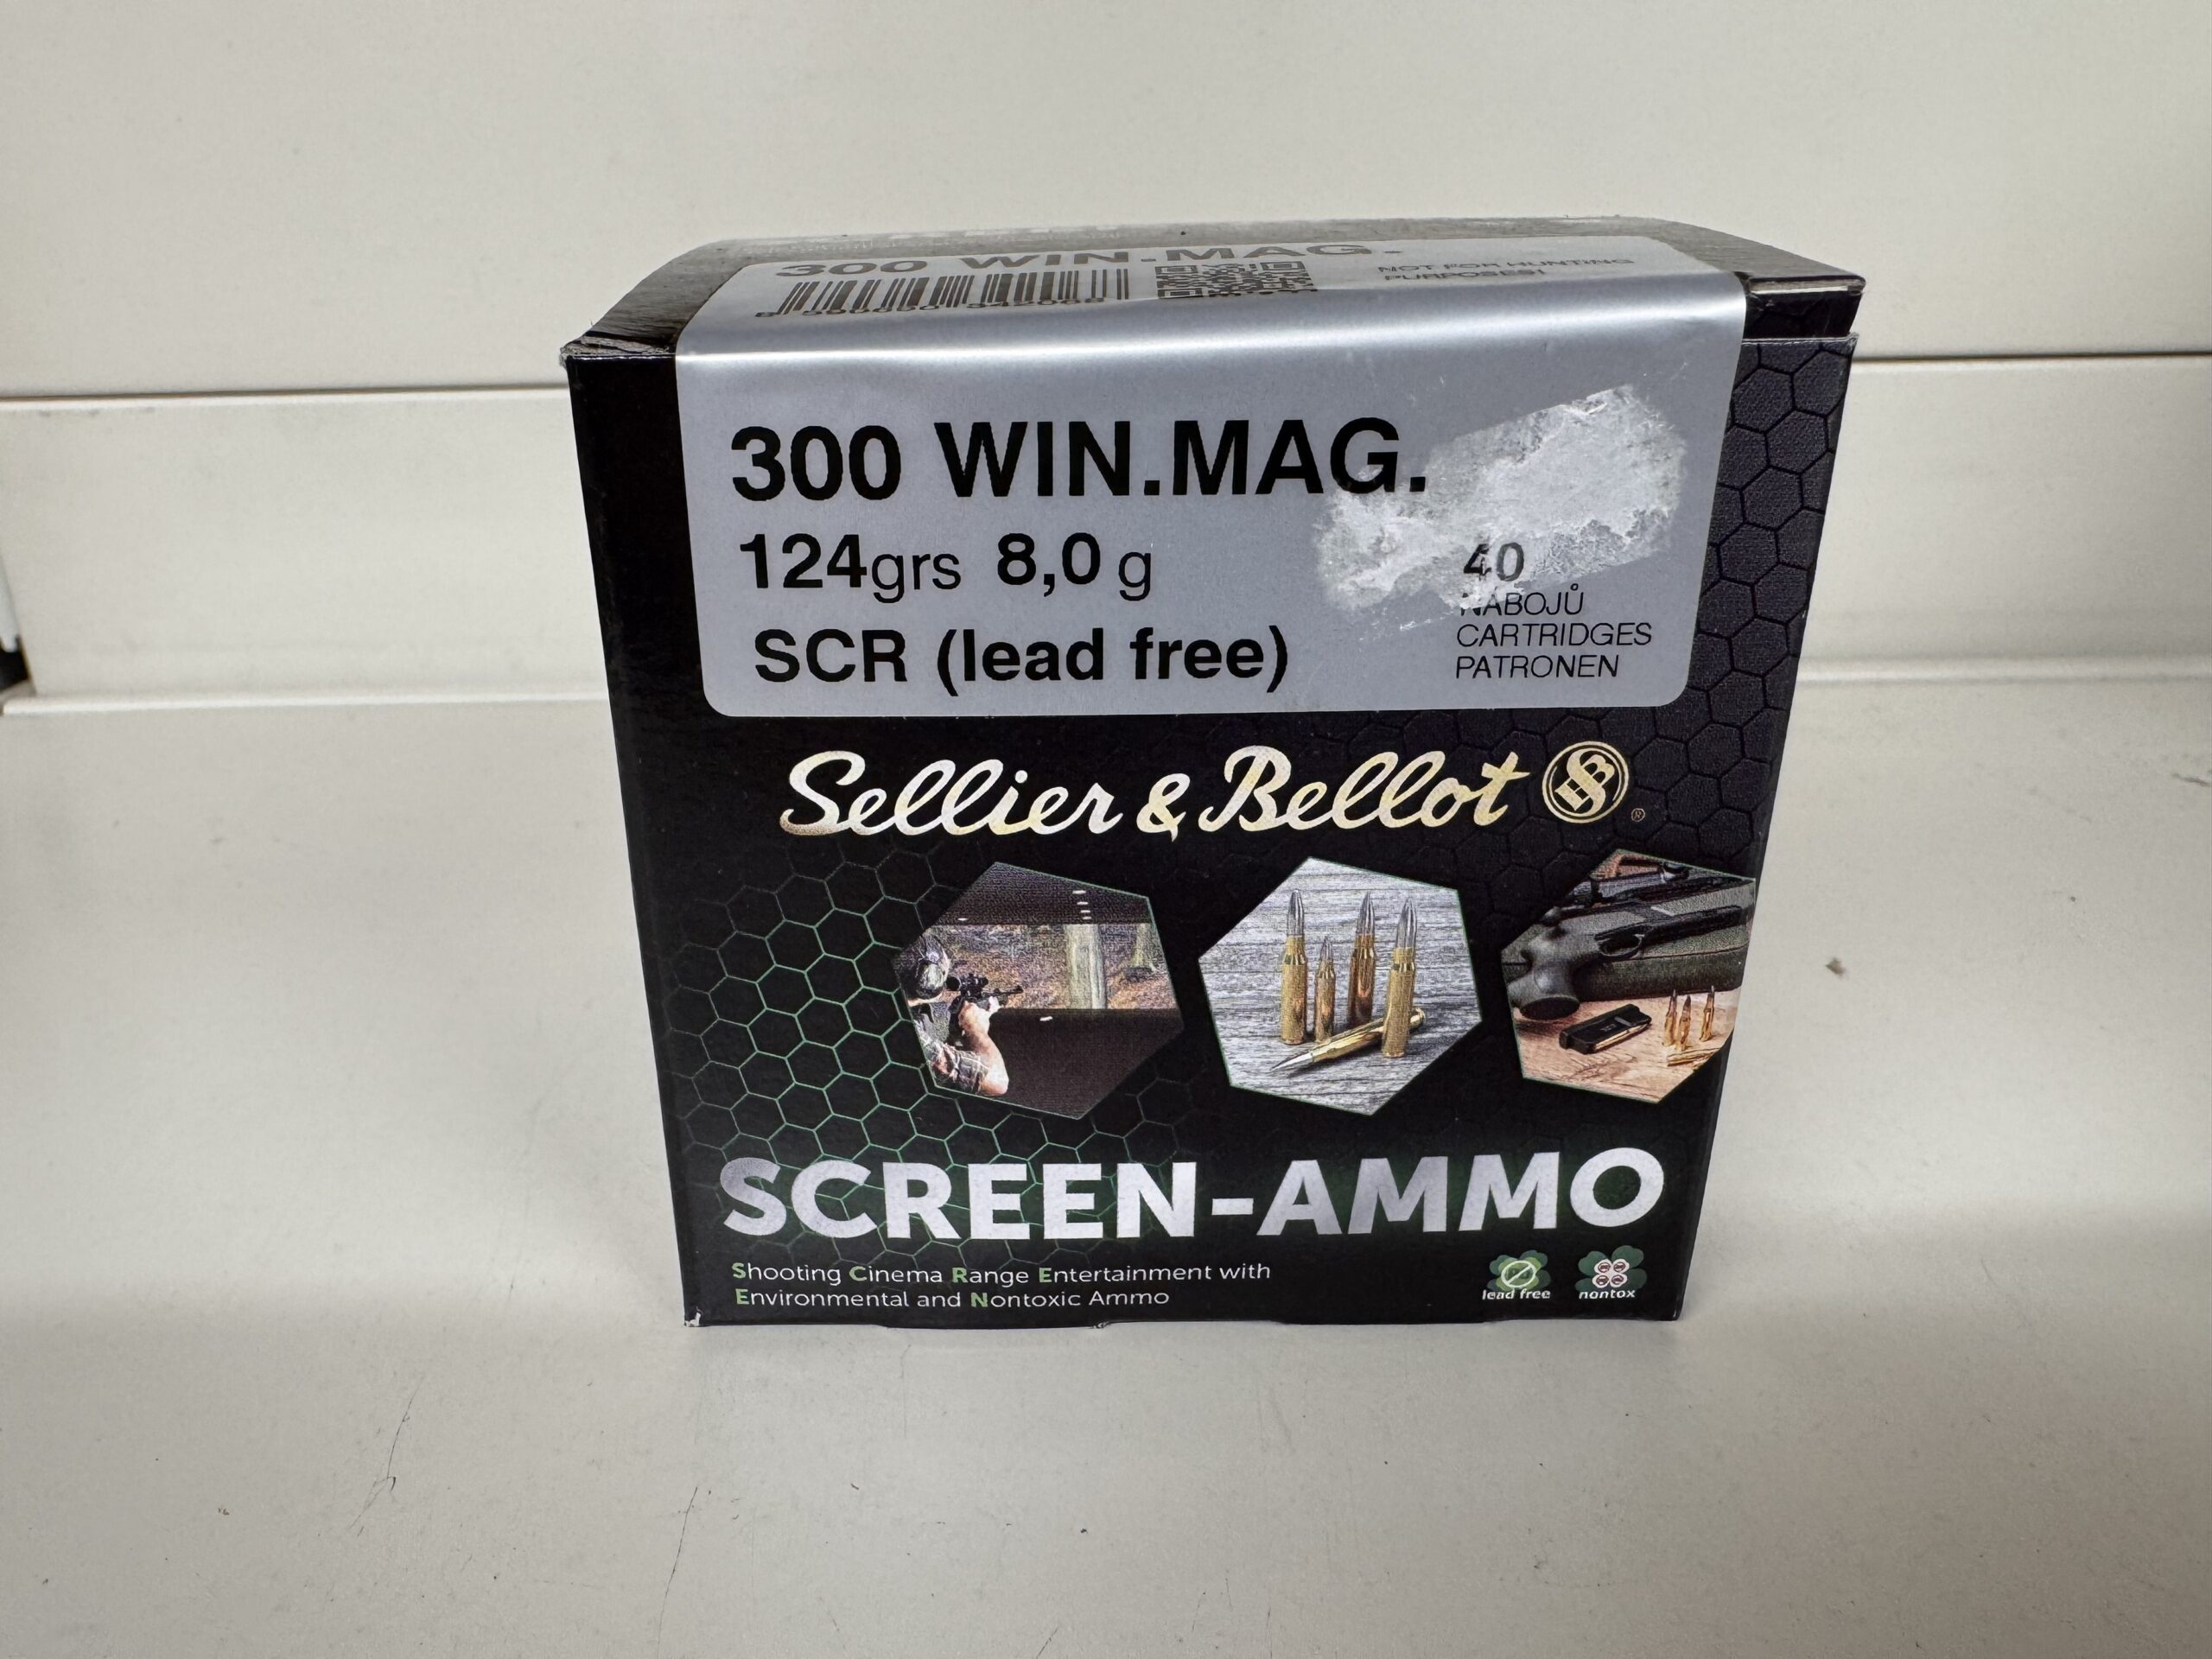 300 WIN.MAG.
NOT FOR HUNTING
PURPOSES!
300 WIN.MAG.
124grs 8,0 g
40
NÁBOJŮ
SCR (lead free)
CARTRIDGES
PATRONEN
Sellier & Bellot
®
SCREEN-AMMO
Shooting Cinema Range Entertainment with
Environmental and Nontoxic Ammo
lead free
nontox